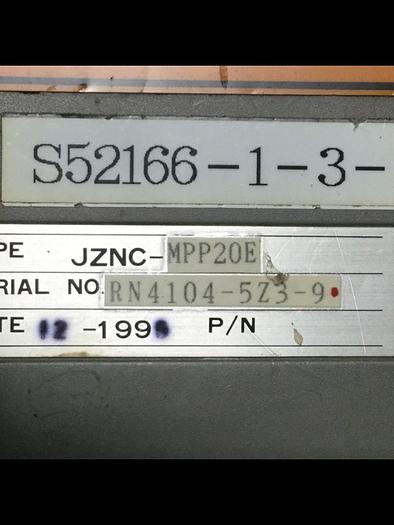 S52166-1-3-
PE JZNC-MPP20E
RIAL NO. RN4104-5Z3-9
TE 12 -199 P/N